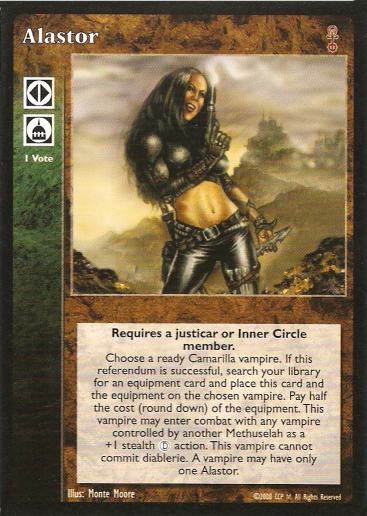 Alastor
1 Vote
Requires a justicar or Inner Circle
member.
Choose a ready Camarilla vampire. If this
referendum is successful, search your library
for an equipment card and place this card and
the equipment on the chosen vampire. Pay half
the cost (round down) of the equipment. This
vampire may enter combat with any vampire
controlled by another Methuselah as a
+1 stealth Ⓓ action. This vampire cannot
commit diablerie. A vampire may have only
one Alastor.
Illus: Monte Moore
©2000 CCP hf. All Rights Reserved